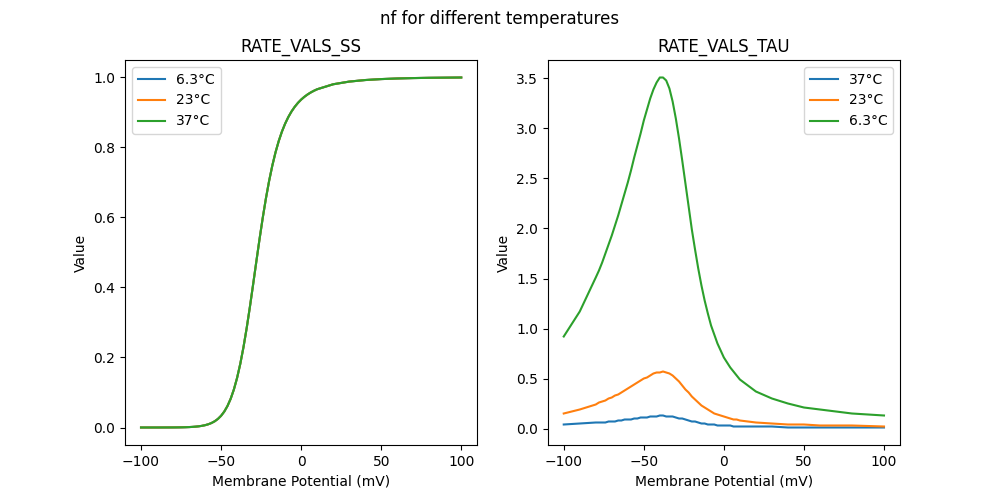 nf for different temperatures
RATE_VALS_SS
1.0
0.8
0.6
0.4
0.2
0.0
Value
6.3°C
23°C
37°C
−100
−50
0
50
100
Membrane Potential (mV)
RATE_VALS_TAU
3.5
3.0
2.5
2.0
1.5
1.0
0.5
0.0
Value
37°C
23°C
6.3°C
−100
−50
0
50
100
Membrane Potential (mV)